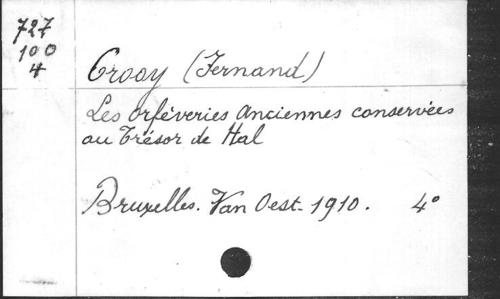 727
100
4
Crooy (Fernand)
Les Orfèveries Anciennes conservées
au Trésor de Hal
Bruxelles. Van Oest. 1910. 4°